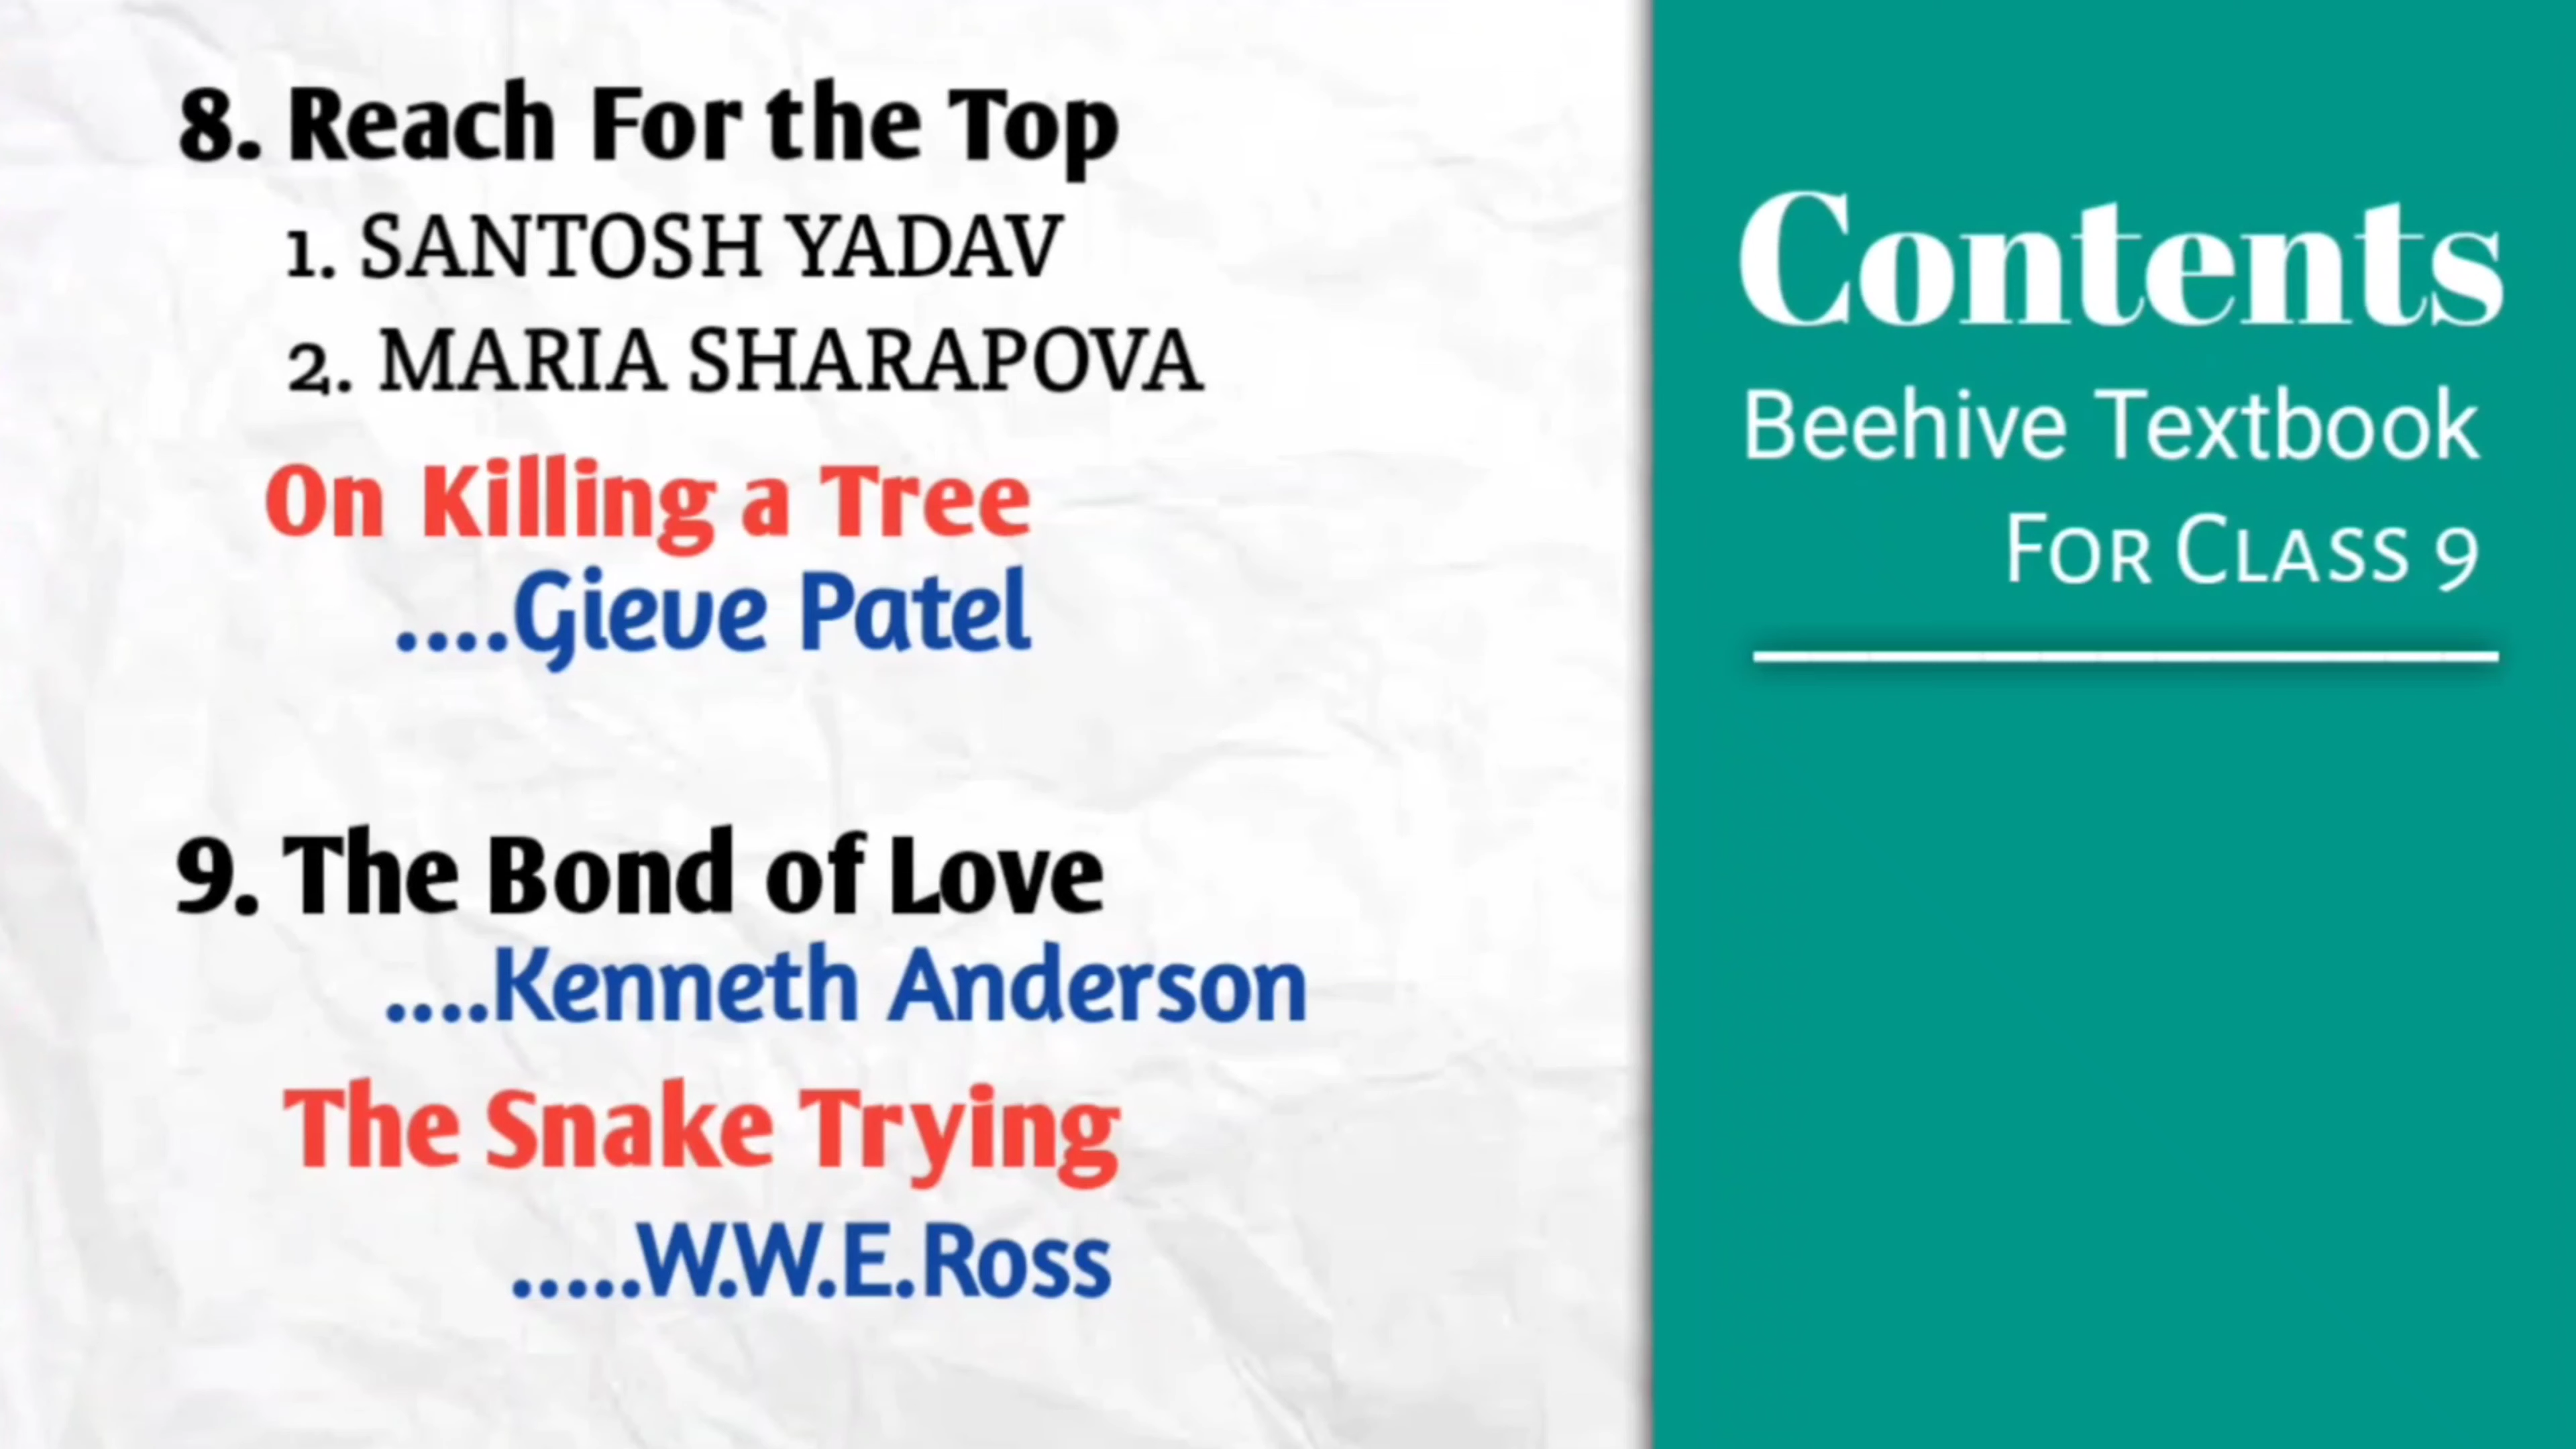 8. Reach For the Top
1. SANTOSH YADAV
2. MARIA SHARAPOVA
On Killing a Tree
....Gieve Patel
9. The Bond of Love
....Kenneth Anderson
The Snake Trying
.....W.W.E.Ross
Contents
Beehive Textbook
FOR CLASS 9